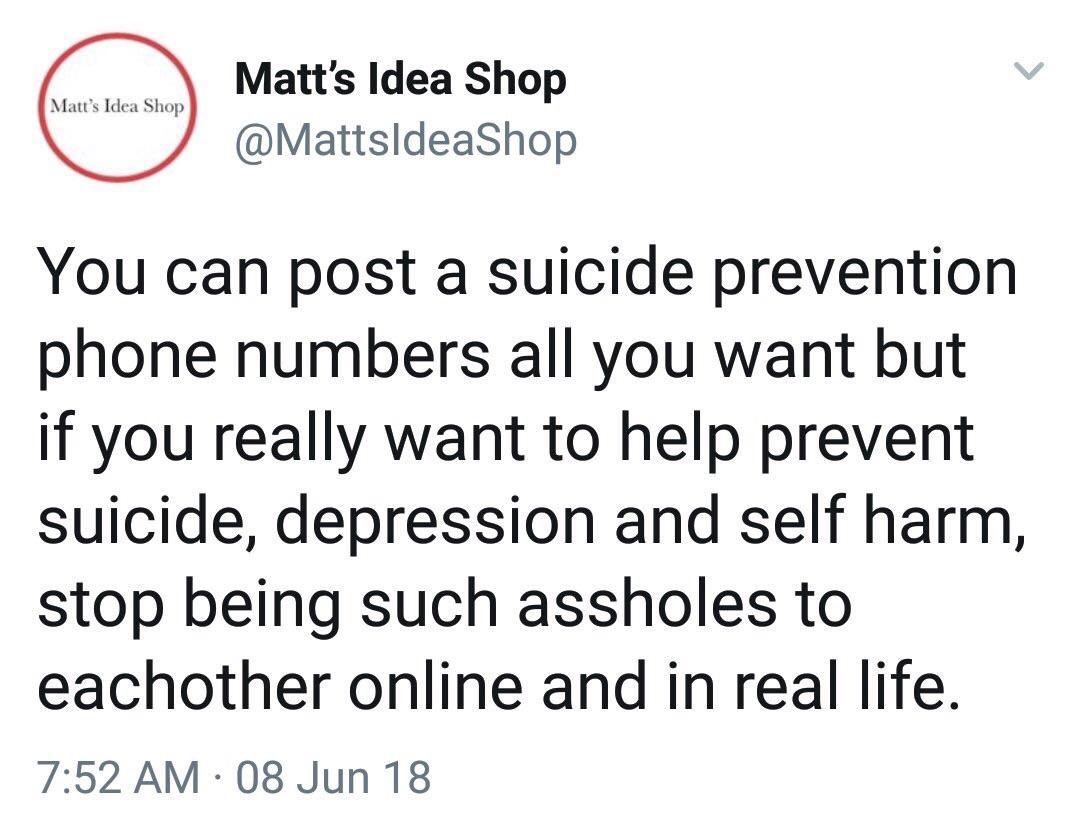 Matt's Idea Shop
Matt’s Idea Shop
@MattsIdeaShop
You can post a suicide prevention
phone numbers all you want but
if you really want to help prevent
suicide, depression and self harm,
stop being such assholes to
eachother online and in real life.
7:52 AM · 08 Jun 18